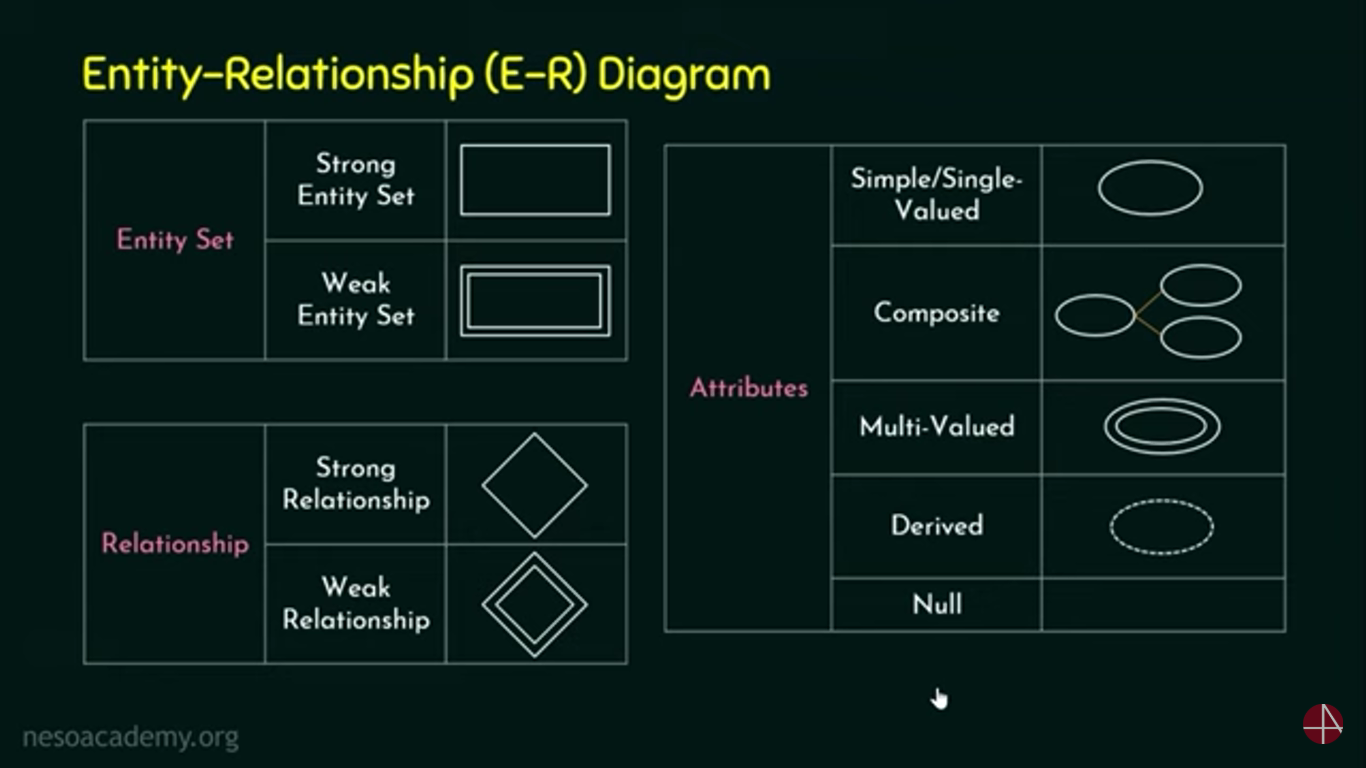 Entity-Relationship (E-R) Diagram
Entity Set
Strong
Entity Set
Weak
Entity Set
Relationship
Strong
Relationship
Weak
Relationship
Attributes
Simple/Single-
Valued
Composite
Multi-Valued
Derived
Null
nesoacademy.org